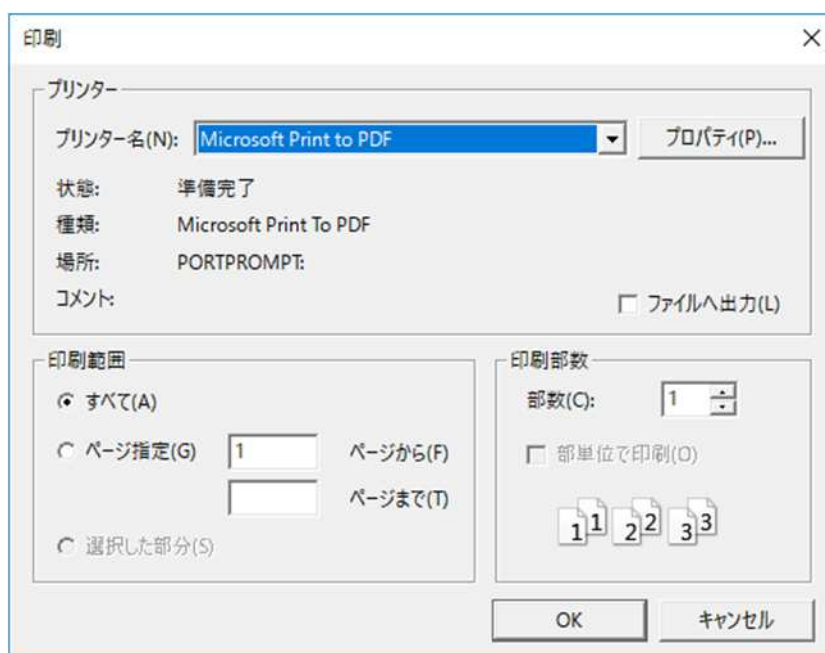 印刷
プリンター
プリンター名(N): Microsoft Print to PDF プロパティ(P)...
状態: 準備完了
種類: Microsoft Print To PDF
場所: PORTPROMPT:
コメント:
ファイルへ出力(L)
印刷範囲
すべて(A)
ページ指定(G) 1 ページから(F)
ページまで(T)
選択した部分(S)
印刷部数
部数(C): 1
部単位で印刷(O)
1 1 2 2 3 3
OK キャンセル